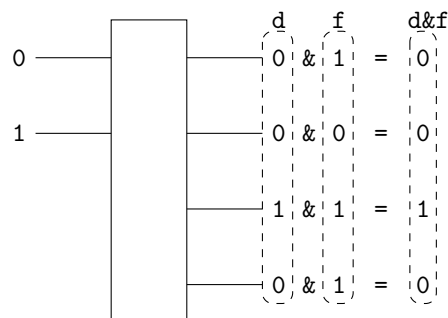 d f d&f
0 0 & 1 = 0
1 0 & 0 = 0
1 & 1 = 1
0 & 1 = 0